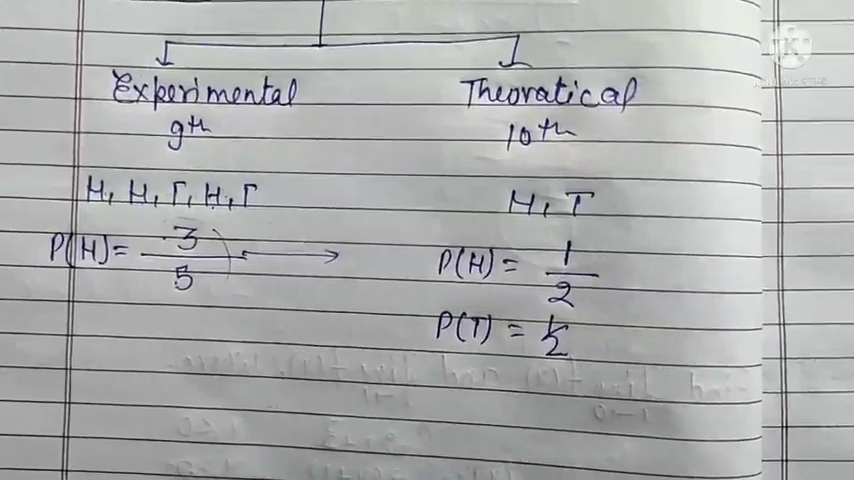 Experimental
9th
H, H, T, H, T
P(H) = 3/5
Theoratical
10th
H, T
P(H) = 1/2
P(T) = 1/2